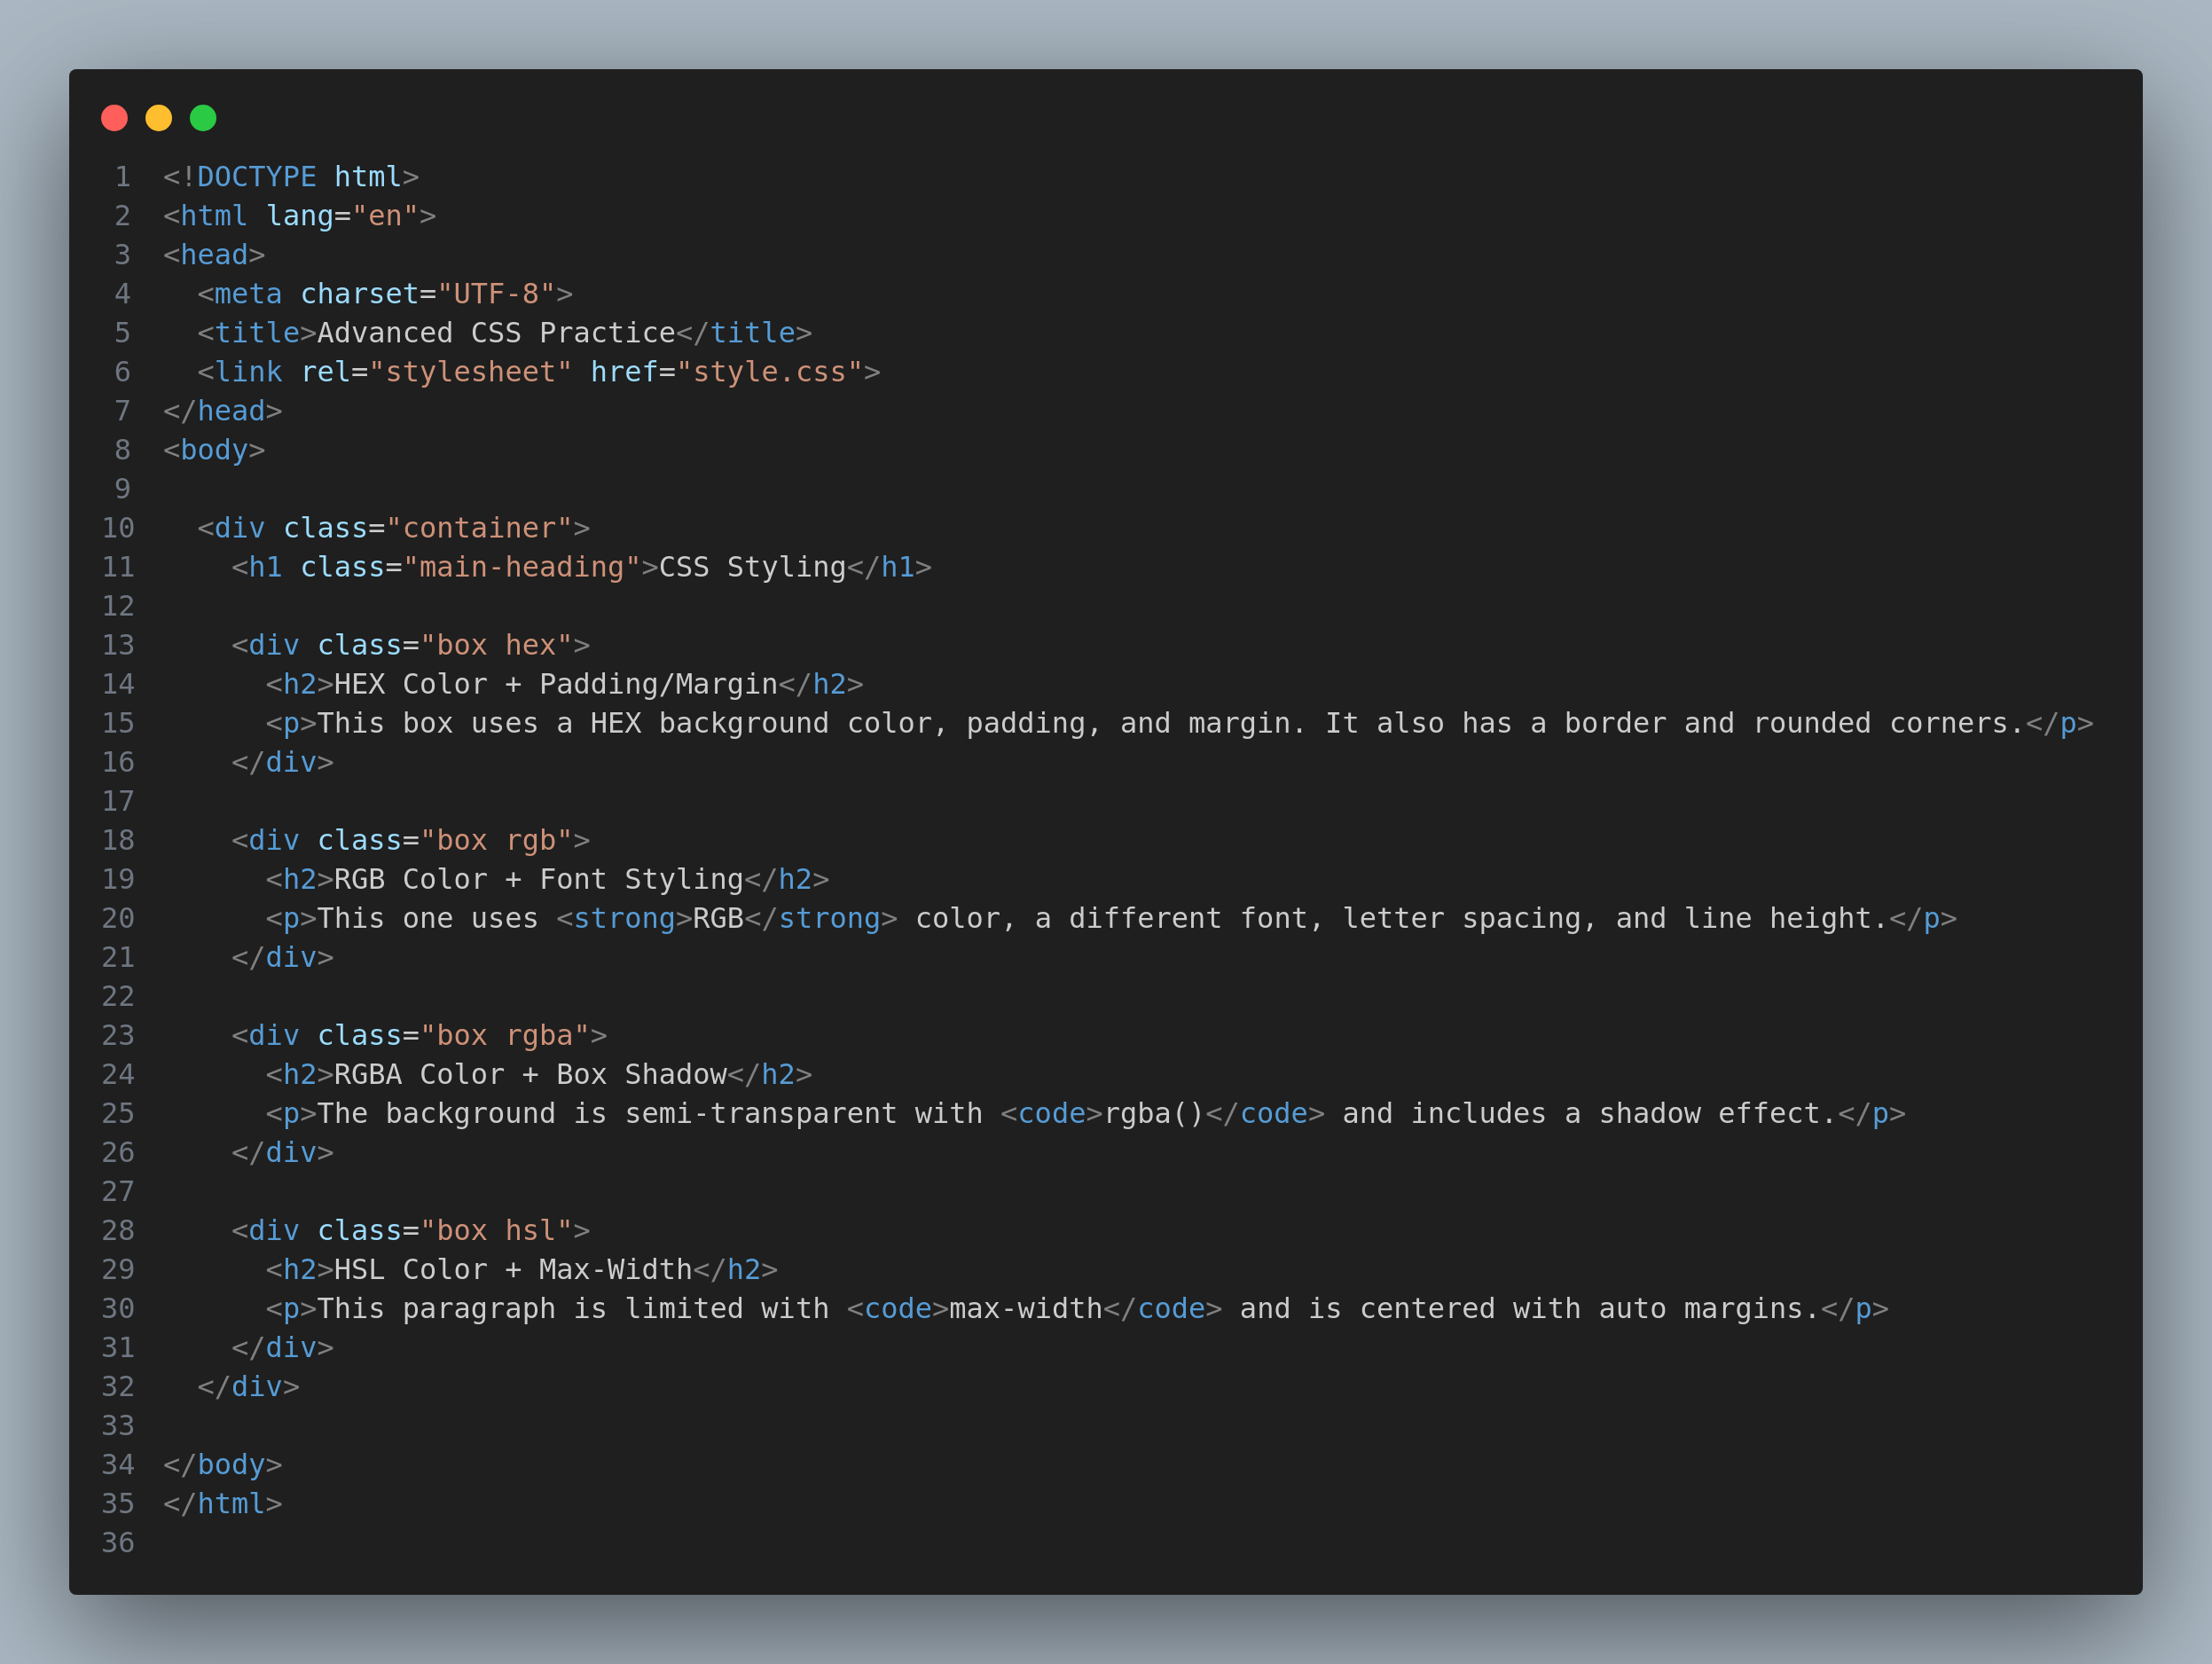 1 <!DOCTYPE html>
2 <html lang="en">
3 <head>
4   <meta charset="UTF-8">
5   <title>Advanced CSS Practice</title>
6   <link rel="stylesheet" href="style.css">
7 </head>
8 <body>
9
10   <div class="container">
11     <h1 class="main-heading">CSS Styling</h1>
12
13     <div class="box hex">
14       <h2>HEX Color + Padding/Margin</h2>
15       <p>This box uses a HEX background color, padding, and margin. It also has a border and rounded corners.</p>
16     </div>
17
18     <div class="box rgb">
19       <h2>RGB Color + Font Styling</h2>
20       <p>This one uses <strong>RGB</strong> color, a different font, letter spacing, and line height.</p>
21     </div>
22
23     <div class="box rgba">
24       <h2>RGBA Color + Box Shadow</h2>
25       <p>The background is semi-transparent with <code>rgba()</code> and includes a shadow effect.</p>
26     </div>
27
28     <div class="box hsl">
29       <h2>HSL Color + Max-Width</h2>
30       <p>This paragraph is limited with <code>max-width</code> and is centered with auto margins.</p>
31     </div>
32   </div>
33
34 </body>
35 </html>
36